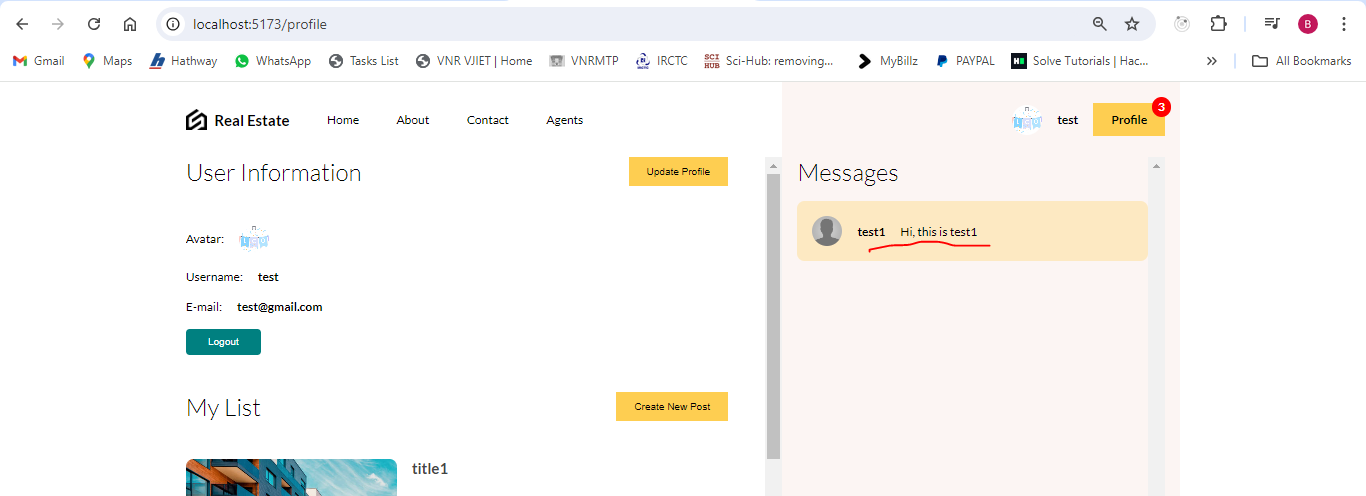 localhost:5173/profile
B
Gmail Maps Hathway WhatsApp Tasks List VNR VJIET | Home VNRMTP IRCTC SCI HUB Sci-Hub: removing... MyBillz PAYPAL Solve Tutorials | Hac... » All Bookmarks
Real Estate Home About Contact Agents test Profile 3
User Information Update Profile
Avatar:
Username: test
E-mail: test@gmail.com
Logout
My List Create New Post
title1
Messages
test1 Hi, this is test1